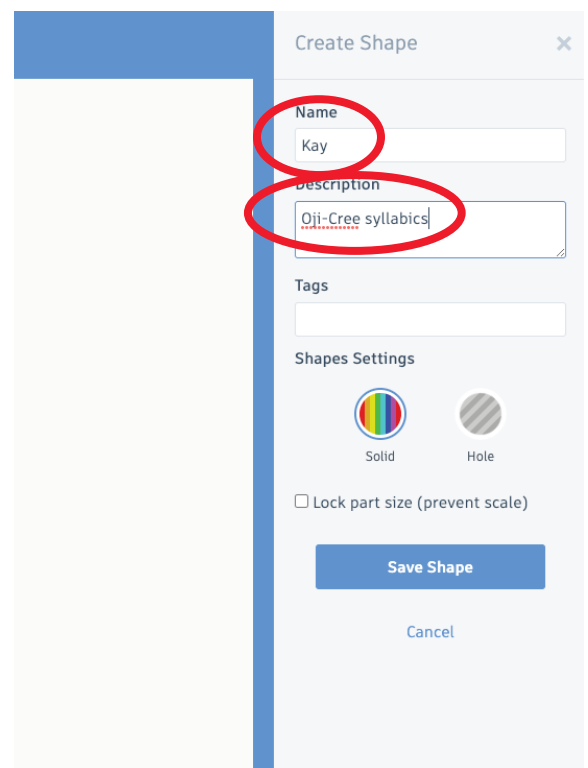 Create Shape ×
Name
Kay
Description
Oji-Cree syllabics
Tags
Shapes Settings
Solid Hole
Lock part size (prevent scale)
Save Shape
Cancel